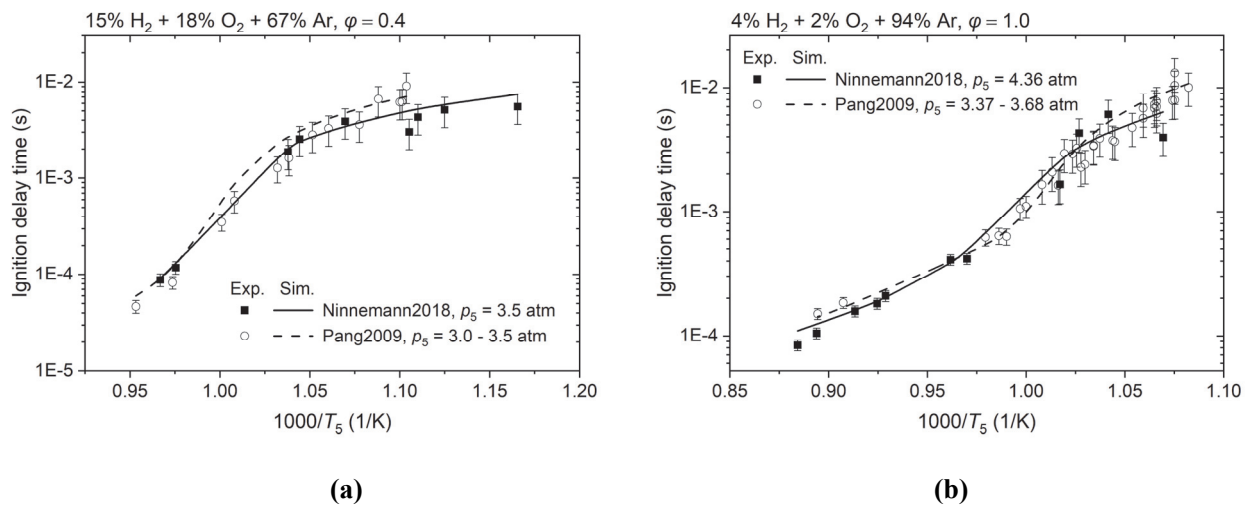 15% H₂ + 18% O₂ + 67% Ar, φ = 0.4
Ignition delay time (s)
1E-2
1E-3
1E-4
1E-5
Exp. Sim.
Ninnemann2018, p₅ = 3.5 atm
Pang2009, p₅ = 3.0 - 3.5 atm
0.95 1.00 1.05 1.10 1.15 1.20
1000/T₅ (1/K)
(a)
4% H₂ + 2% O₂ + 94% Ar, φ = 1.0
Ignition delay time (s)
Exp. Sim.
Ninnemann2018, p₅ = 4.36 atm
Pang2009, p₅ = 3.37 - 3.68 atm
1E-2
1E-3
1E-4
0.85 0.90 0.95 1.00 1.05 1.10
1000/T₅ (1/K)
(b)